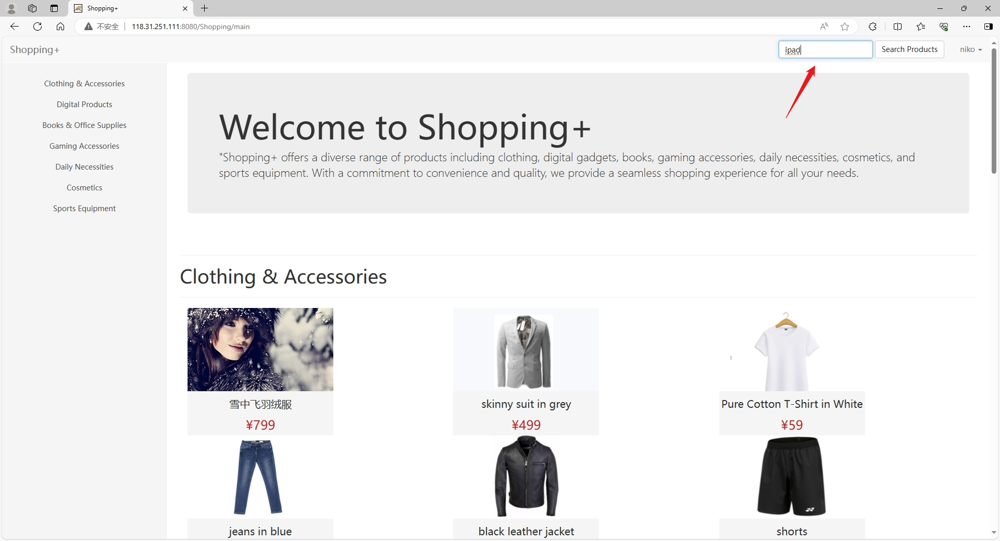 Shopping+
不安全
118.31.251.111:8080/Shopping/main
Shopping+
ipad
Search Products
niko
Clothing & Accessories
Digital Products
Books & Office Supplies
Gaming Accessories
Daily Necessities
Cosmetics
Sports Equipment
Welcome to Shopping+
"Shopping+ offers a diverse range of products including clothing, digital gadgets, books, gaming accessories, daily necessities, cosmetics, and
sports equipment. With a commitment to convenience and quality, we provide a seamless shopping experience for all your needs.
Clothing & Accessories
雪中飞羽绒服
¥799
skinny suit in grey
¥499
Pure Cotton T-Shirt in White
¥59
jeans in blue
black leather jacket
shorts